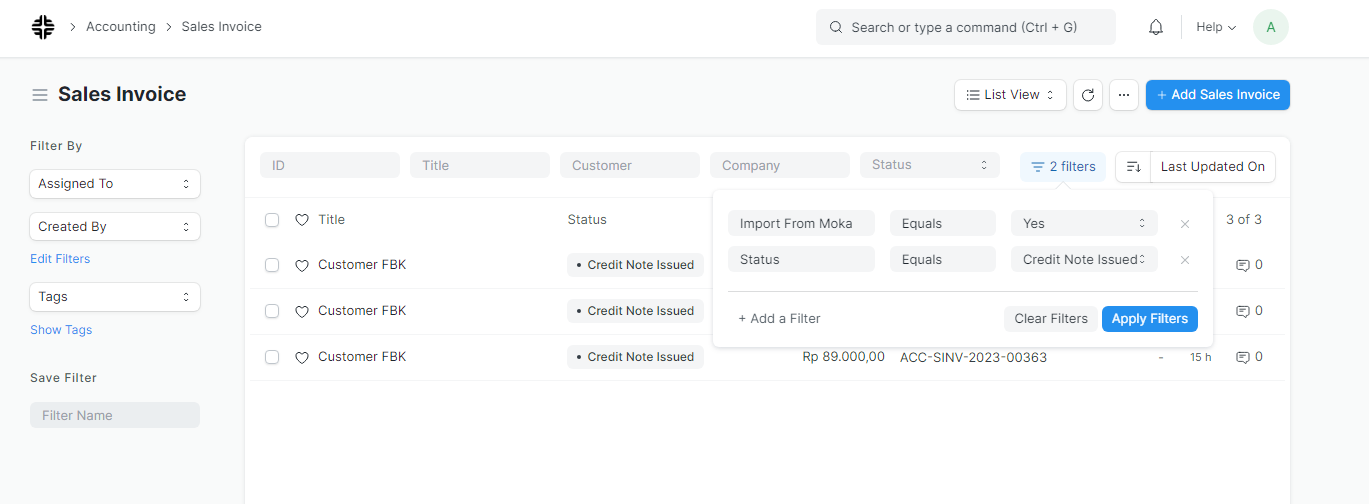 Accounting > Sales Invoice
Search or type a command (Ctrl + G)
Help
A
Sales Invoice
List View
...
+ Add Sales Invoice
Filter By
Assigned To
Created By
Edit Filters
Tags
Show Tags
Save Filter
Filter Name
ID
Title
Customer
Company
Status
2 filters
Last Updated On
Title
Status
3 of 3
Customer FBK
• Credit Note Issued
0
Customer FBK
• Credit Note Issued
0
Customer FBK
• Credit Note Issued
Rp 89.000,00
ACC-SINV-2023-00363
-
15 h
0
Import From Moka
Equals
Yes
×
Status
Equals
Credit Note Issued
×
+ Add a Filter
Clear Filters
Apply Filters